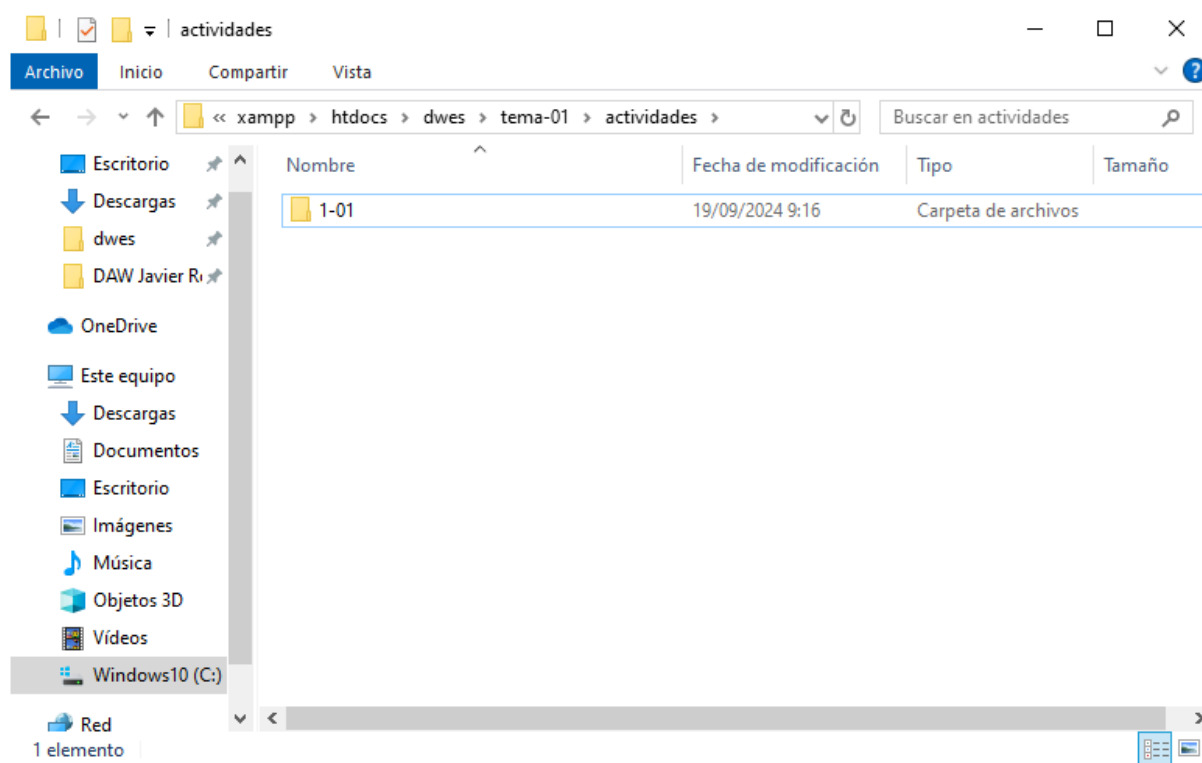 actividades
Archivo Inicio Compartir Vista ?
« xampp > htdocs > dwes > tema-01 > actividades > Buscar en actividades
Escritorio
Descargas
dwes
DAW Javier
OneDrive
Este equipo
Descargas
Documentos
Escritorio
Imágenes
Música
Objetos 3D
Vídeos
Windows10 (C:)
Red
Nombre Fecha de modificación Tipo Tamaño
1-01 19/09/2024 9:16 Carpeta de archivos
1 elemento